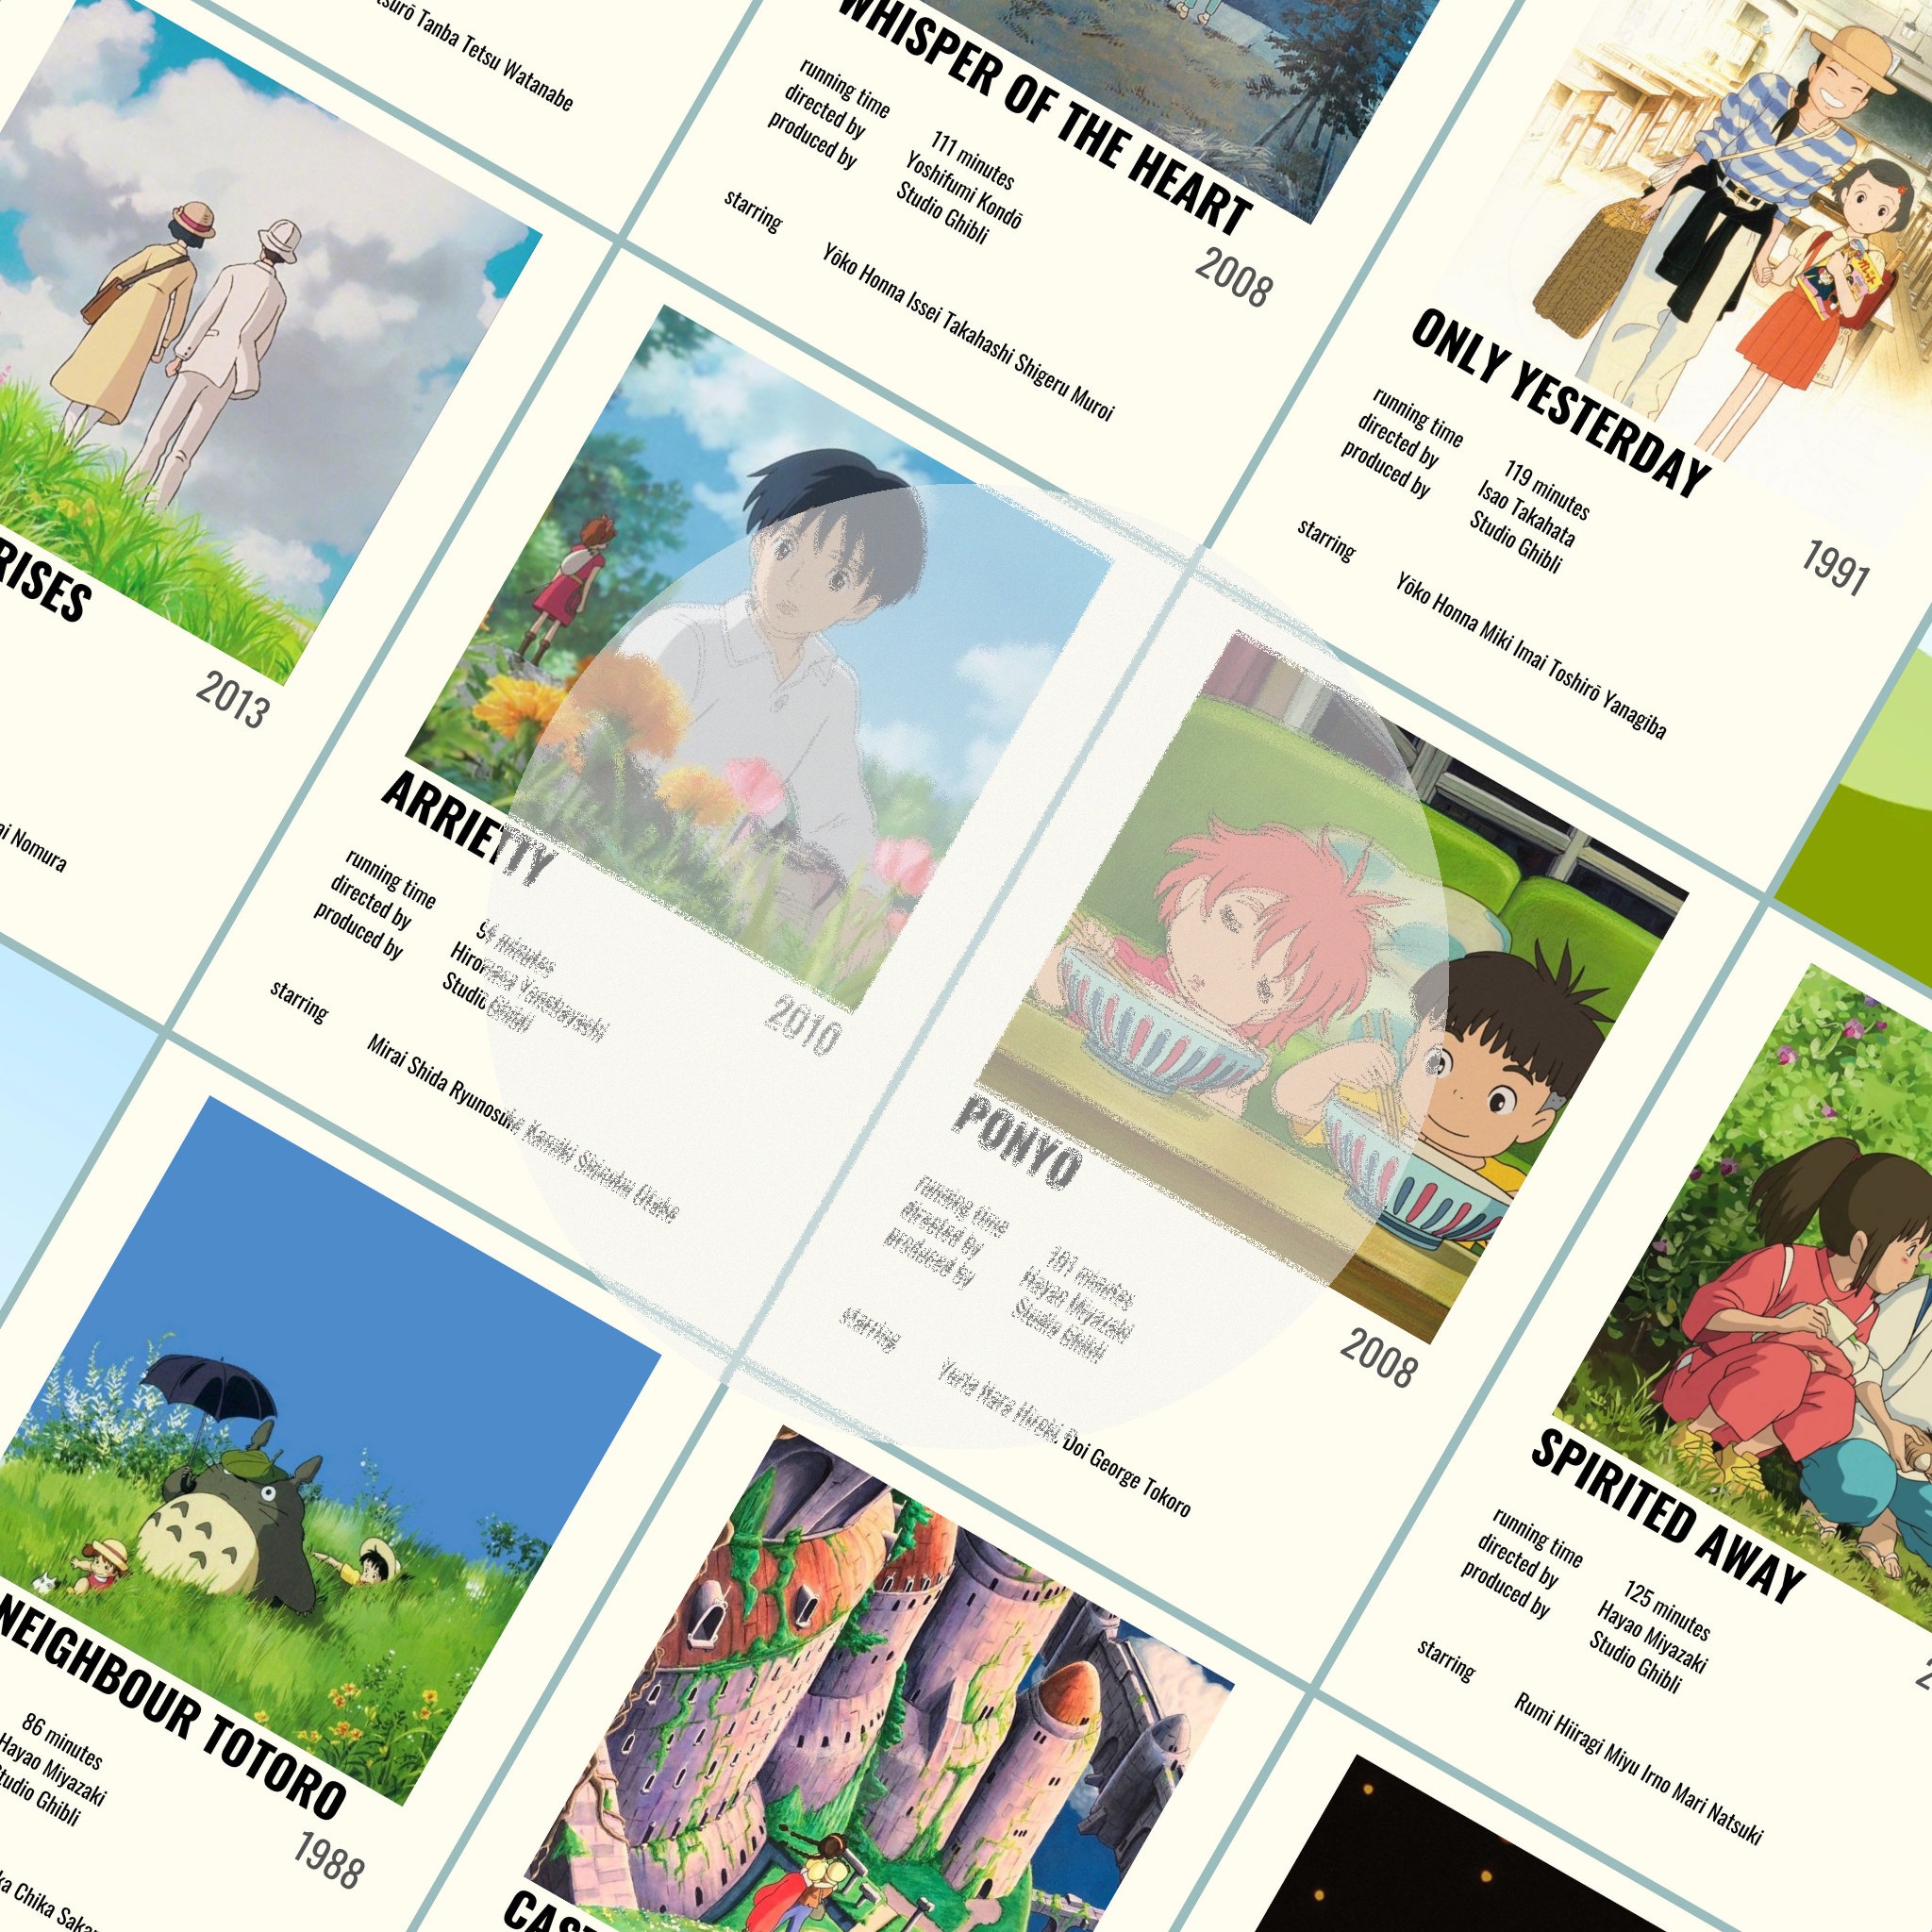 Tanba Tetsu Watanabe
WHISPER OF THE HEART
running time 111 minutes
directed by Yoshifumi Kondō
produced by Studio Ghibli
2008
starring Yōko Honna Issei Takahashi Shigeru Muroi
ONLY YESTERDAY
running time 119 minutes
directed by Isao Takahata
produced by Studio Ghibli
1991
starring Yōko Honna Miki Imai Toshirō Yanagiba
RISES
2013
Nomura
ARRIETTY
running time 94 minutes
directed by Hiromasa Yonebayashi
produced by Studio Ghibli
2010
starring Mirai Shida Ryunosuke Kamiki Shinobu Otake
PONYO
running time 101 minutes
directed by Hayao Miyazaki
produced by Studio Ghibli
2008
starring Yuria Nara Hiroki Doi George Tokoro
SPIRITED AWAY
running time 125 minutes
directed by Hayao Miyazaki
produced by Studio Ghibli
starring Rumi Hiiragi Miyu Irno Mari Natsuki
NEIGHBOUR TOTORO
86 minutes
Hayao Miyazaki
Studio Ghibli
1988
Chika